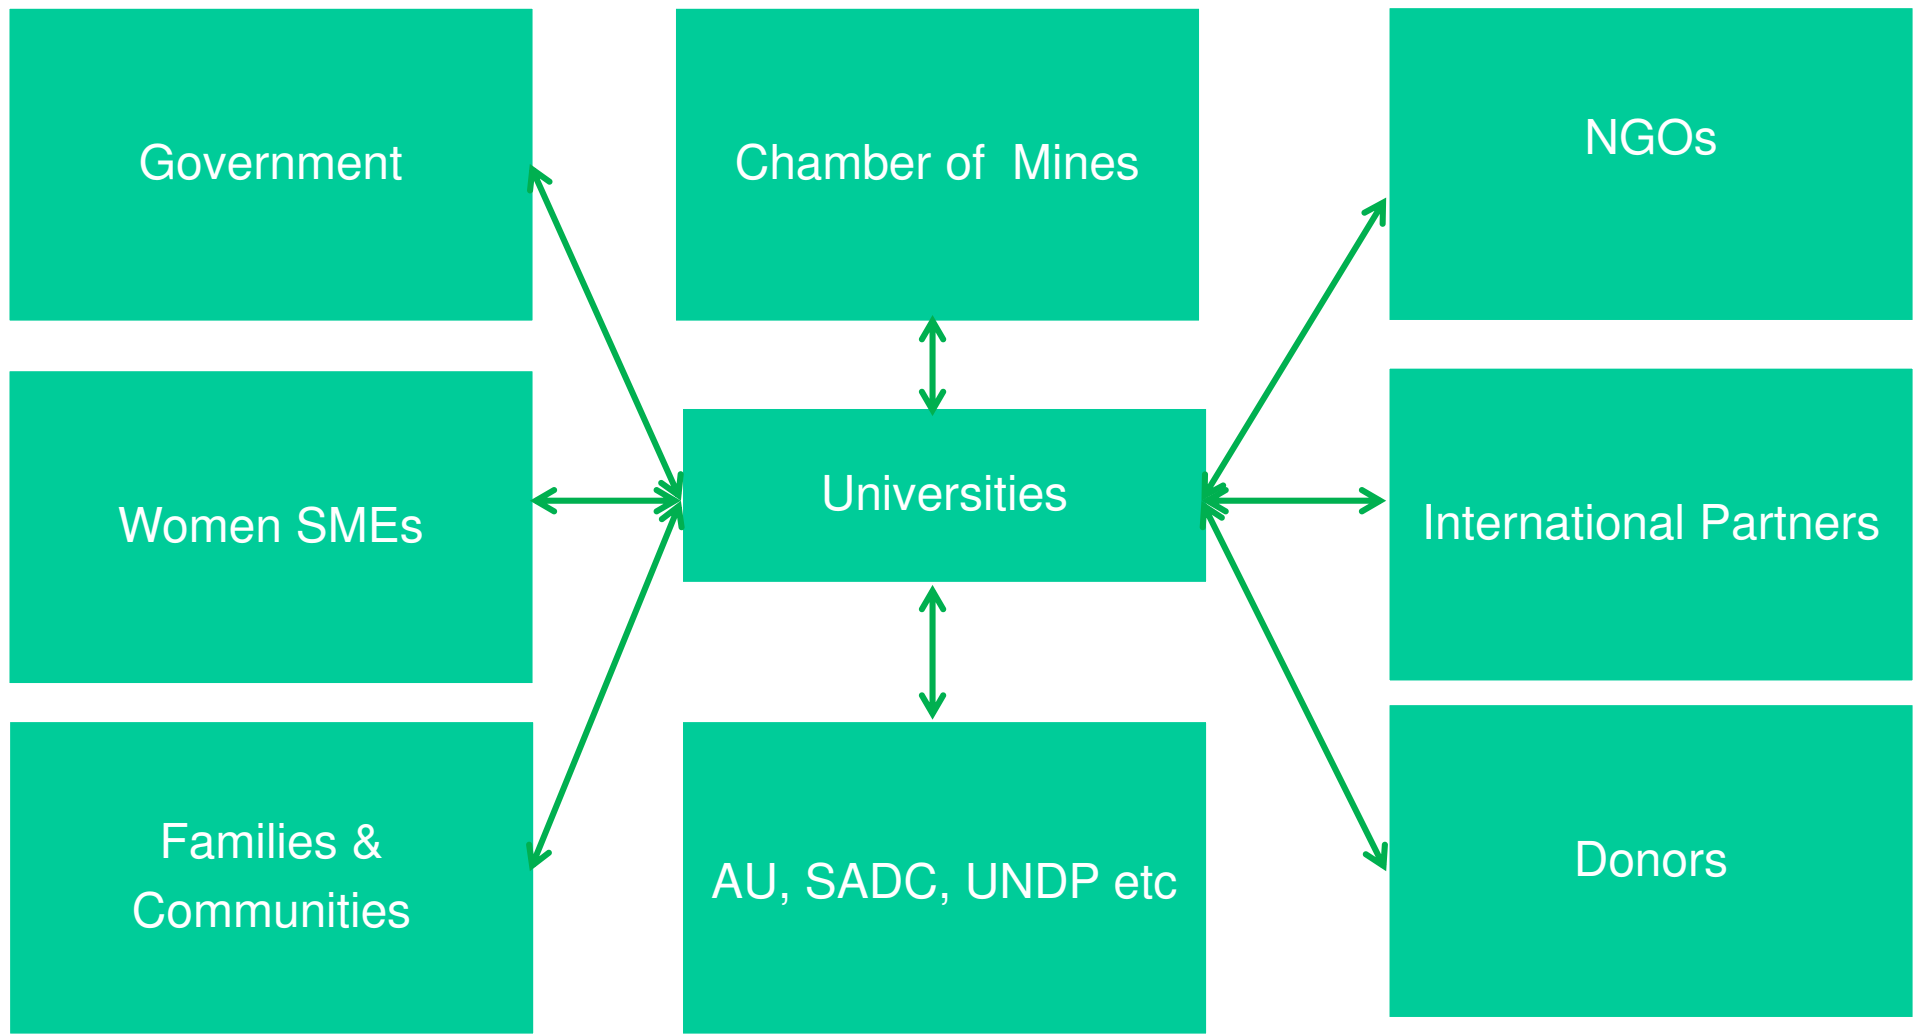 Government
Chamber of  Mines
NGOs
Women SMEs
Universities
International Partners
Families &
Communities
AU, SADC, UNDP etc
Donors